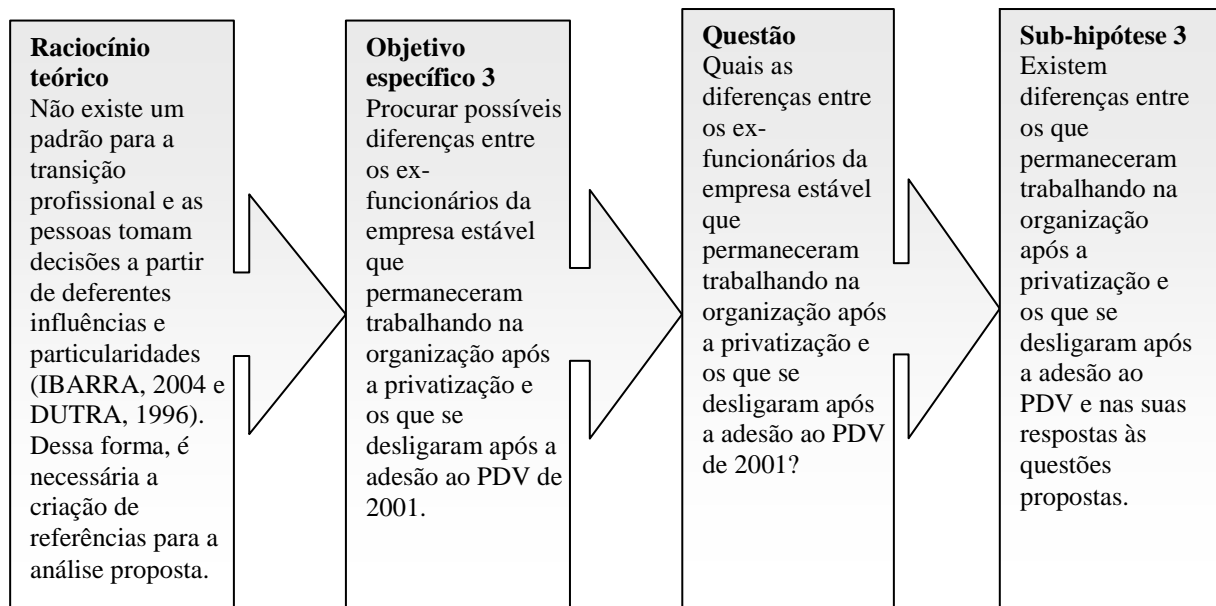 Raciocínio
teórico
Não existe um
padrão para a
transição
profissional e as
pessoas tomam
decisões a partir
de deferentes
influências e
particularidades
(IBARRA, 2004 e
DUTRA, 1996).
Dessa forma, é
necessária a
criação de
referências para a
análise proposta.
Objetivo
específico 3
Procurar possíveis
diferenças entre
os ex-
funcionários da
empresa estável
que
permaneceram
trabalhando na
organização após
a privatização e
os que se
desligaram após a
adesão ao PDV de
2001.
Questão
Quais as
diferenças entre
os ex-
funcionários da
empresa estável
que
permaneceram
trabalhando na
organização após
a privatização e
os que se
desligaram após
a adesão ao PDV
de 2001?
Sub-hipótese 3
Existem
diferenças entre
os que
permaneceram
trabalhando na
organização
após a
privatização e
os que se
desligaram após
a adesão ao
PDV e nas suas
respostas às
questões
propostas.